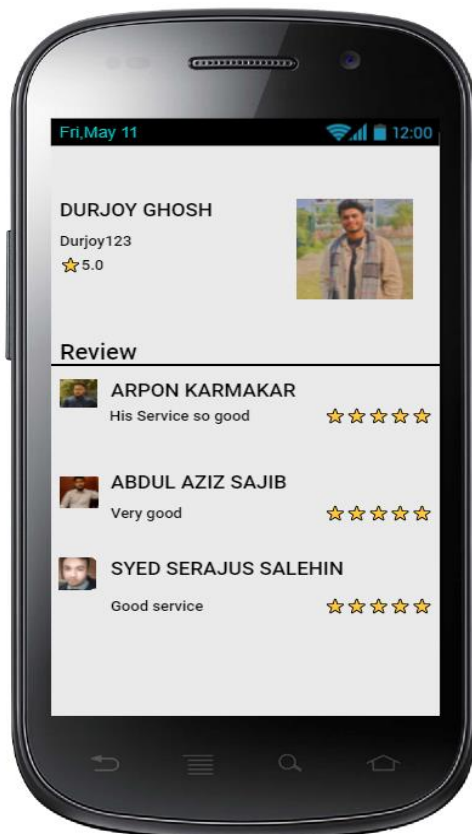 Fri,May 11 12:00
DURJOY GHOSH
Durjoy123
5.0
Review
ARPON KARMAKAR
His Service so good
ABDUL AZIZ SAJIB
Very good
SYED SERAJUS SALEHIN
Good service